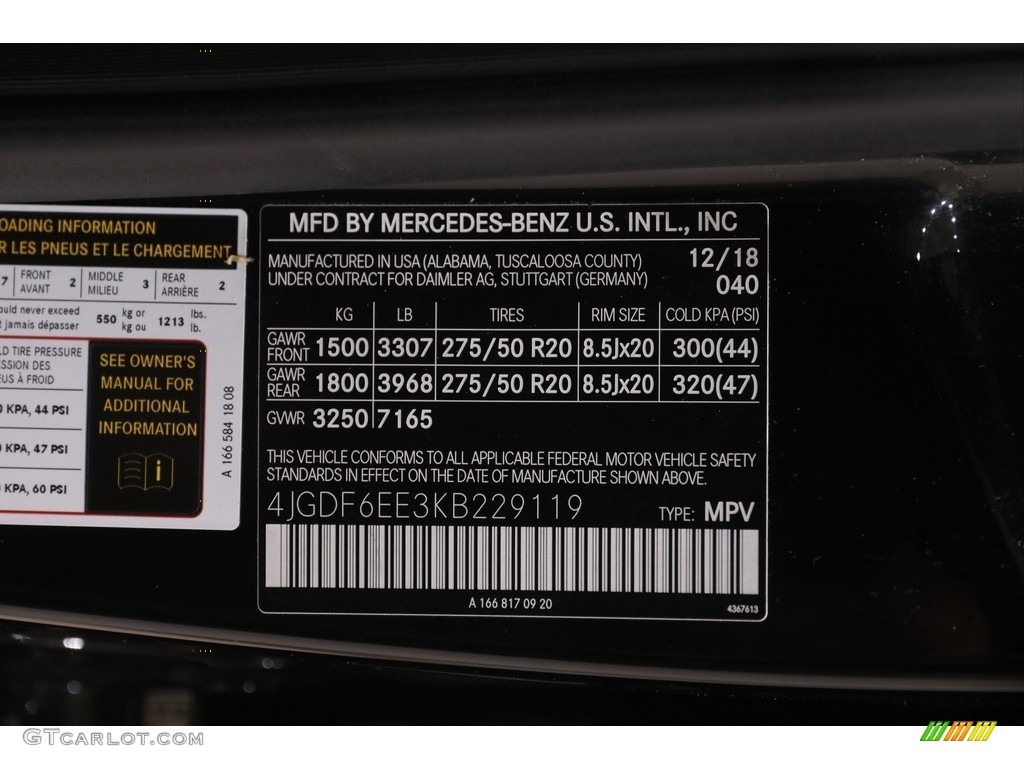 OADING INFORMATION
R LES PNEUS ET LE CHARGEMENT
7 FRONT AVANT 2 MIDDLE MILIEU 3 REAR ARRIÈRE 2
never exceed 550 kg or 1213 lbs.
jamais dépasser kg ou lb.
TIRE PRESSURE
DES
À FROID
KPA, 44 PSI
KPA, 47 PSI
KPA, 60 PSI
SEE OWNER'S
MANUAL FOR
ADDITIONAL
INFORMATION
A 166 584 18 08
MFD BY MERCEDES-BENZ U.S. INTL., INC
MANUFACTURED IN USA (ALABAMA, TUSCALOOSA COUNTY) 12/18
UNDER CONTRACT FOR DAIMLER AG, STUTTGART (GERMANY) 040
KG LB TIRES RIM SIZE COLD KPA(PSI)
GAWR FRONT 1500 3307 275/50 R20 8.5Jx20 300(44)
GAWR REAR 1800 3968 275/50 R20 8.5Jx20 320(47)
GVWR 3250 7165
THIS VEHICLE CONFORMS TO ALL APPLICABLE FEDERAL MOTOR VEHICLE SAFETY
STANDARDS IN EFFECT ON THE DATE OF MANUFACTURE SHOWN ABOVE.
4JGDF6EE3KB229119 TYPE: MPV
A 166 817 09 20 4367613
GTCARLOT.COM